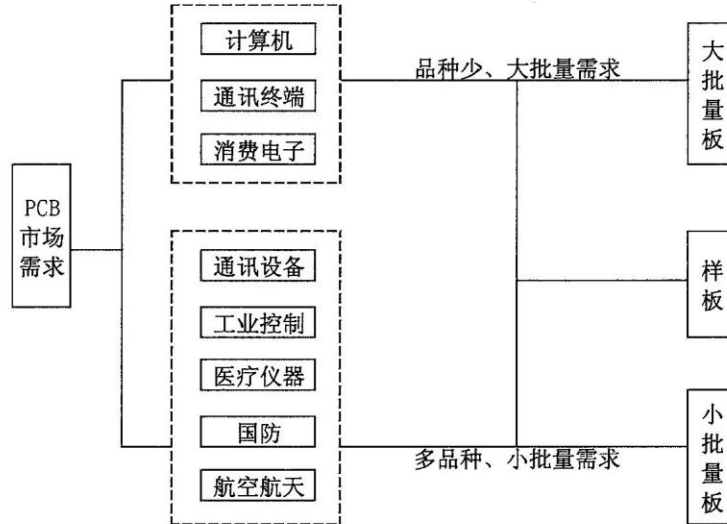 PCB
市场
需求
计算机
通讯终端
消费电子
通讯设备
工业控制
医疗仪器
国防
航空航天
品种少、大批量需求
多品种、小批量需求
大批量板
样板
小批量板